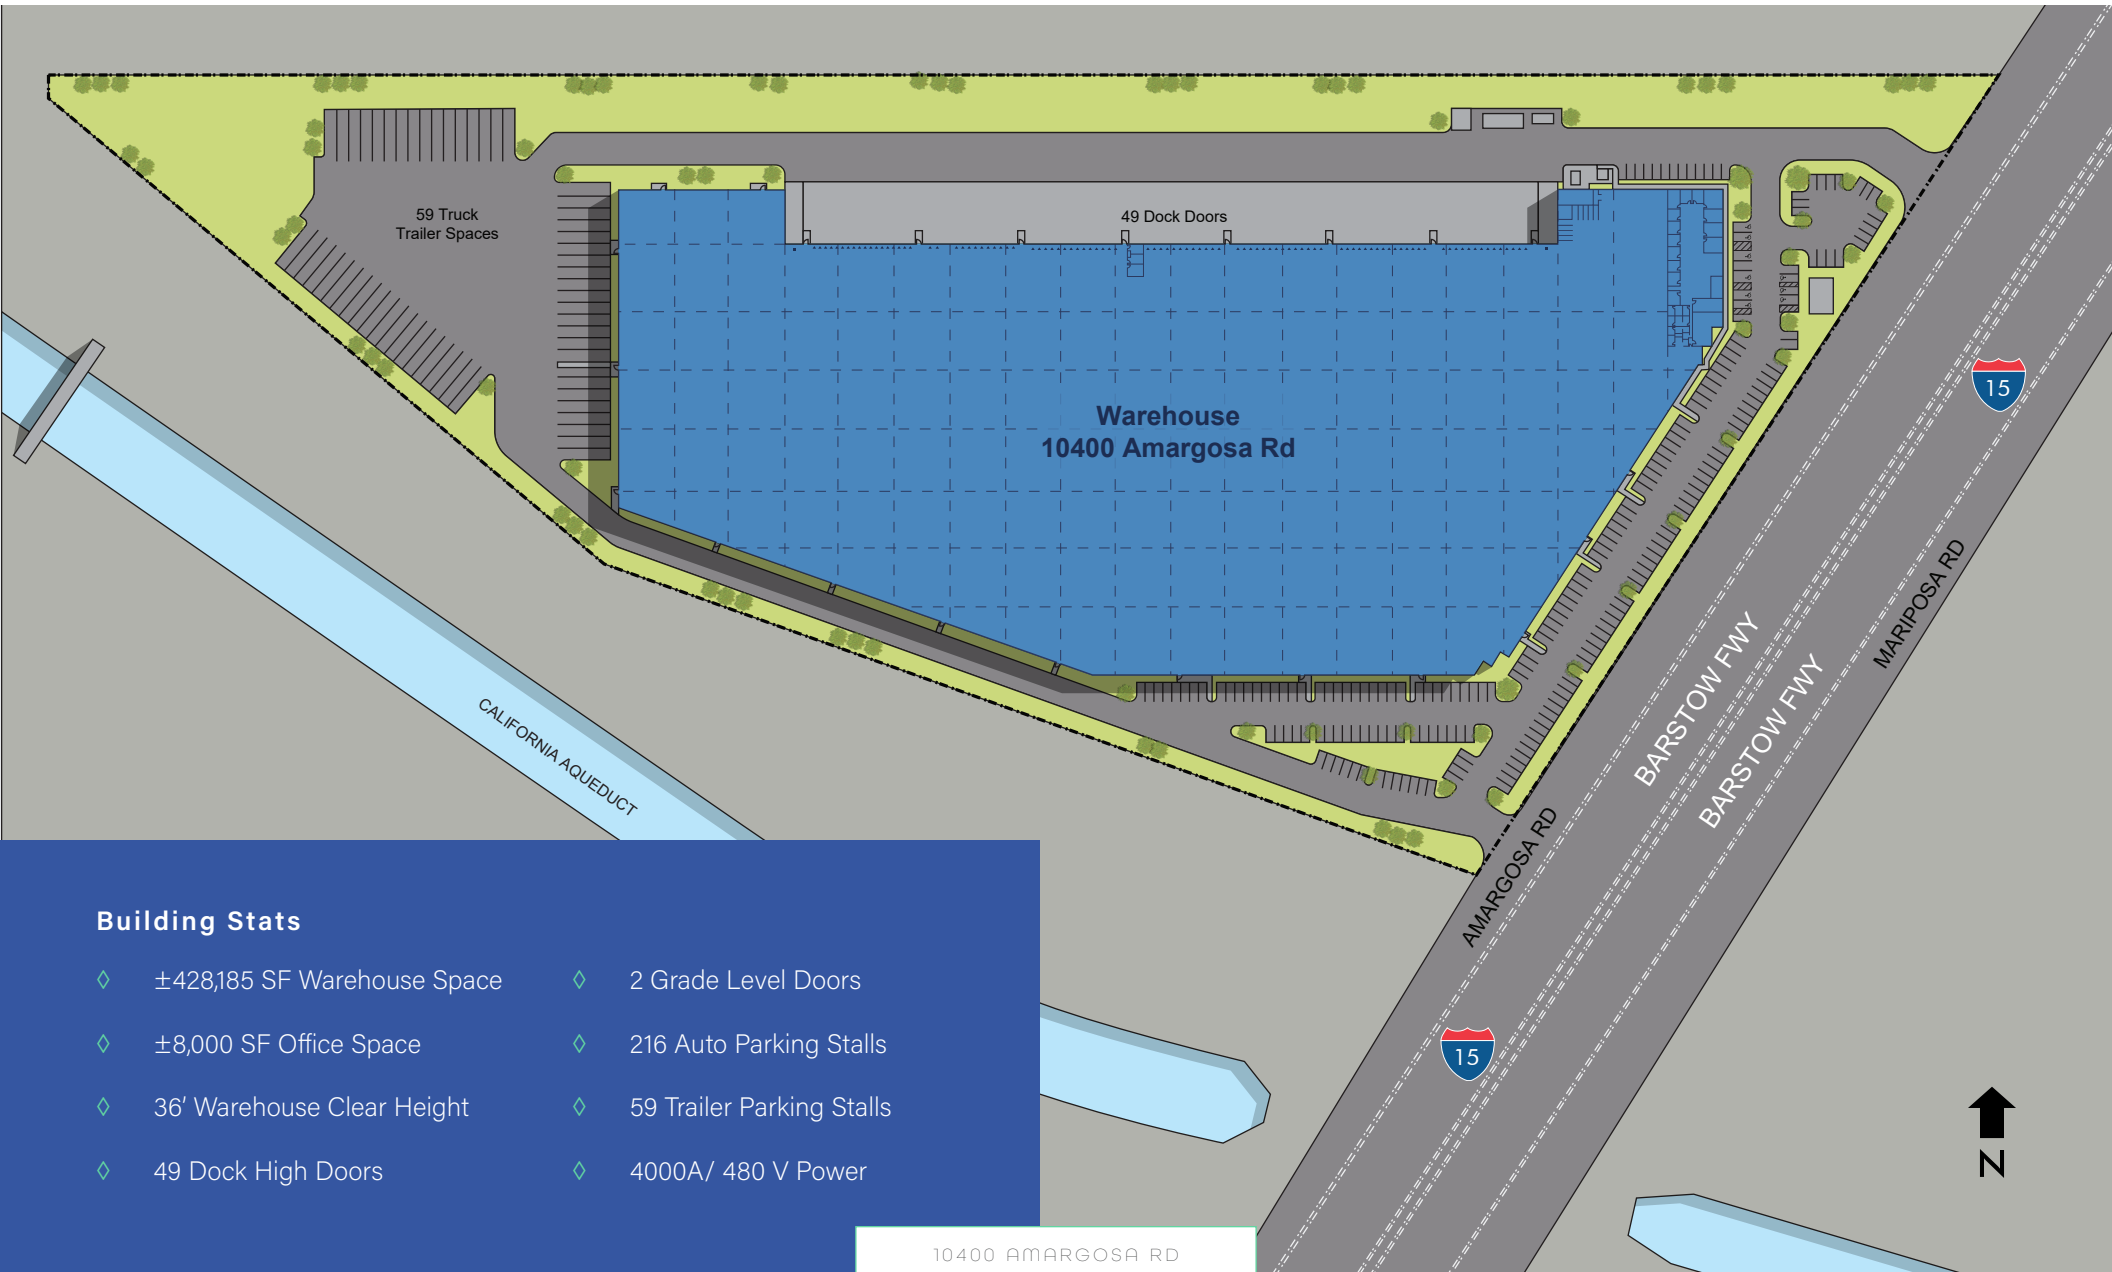 59 Truck
Trailer Spaces
49 Dock Doors
Warehouse
10400 Amargosa Rd
15
MARIPOSA RD
BARSTOW FWY
BARSTOW FWY
CALIFORNIA AQUEDUCT
AMARGOSA RD
Building Stats
◊ ±428,185 SF Warehouse Space
◊ ±8,000 SF Office Space
◊ 36' Warehouse Clear Height
◊ 49 Dock High Doors
◊ 2 Grade Level Doors
◊ 216 Auto Parking Stalls
◊ 59 Trailer Parking Stalls
◊ 4000A/ 480 V Power
15
N
10400 AMARGOSA RD